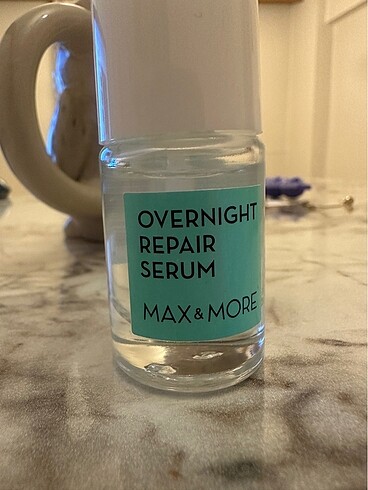 OVERNIGHT
REPAIR
SERUM
MAX & MORE